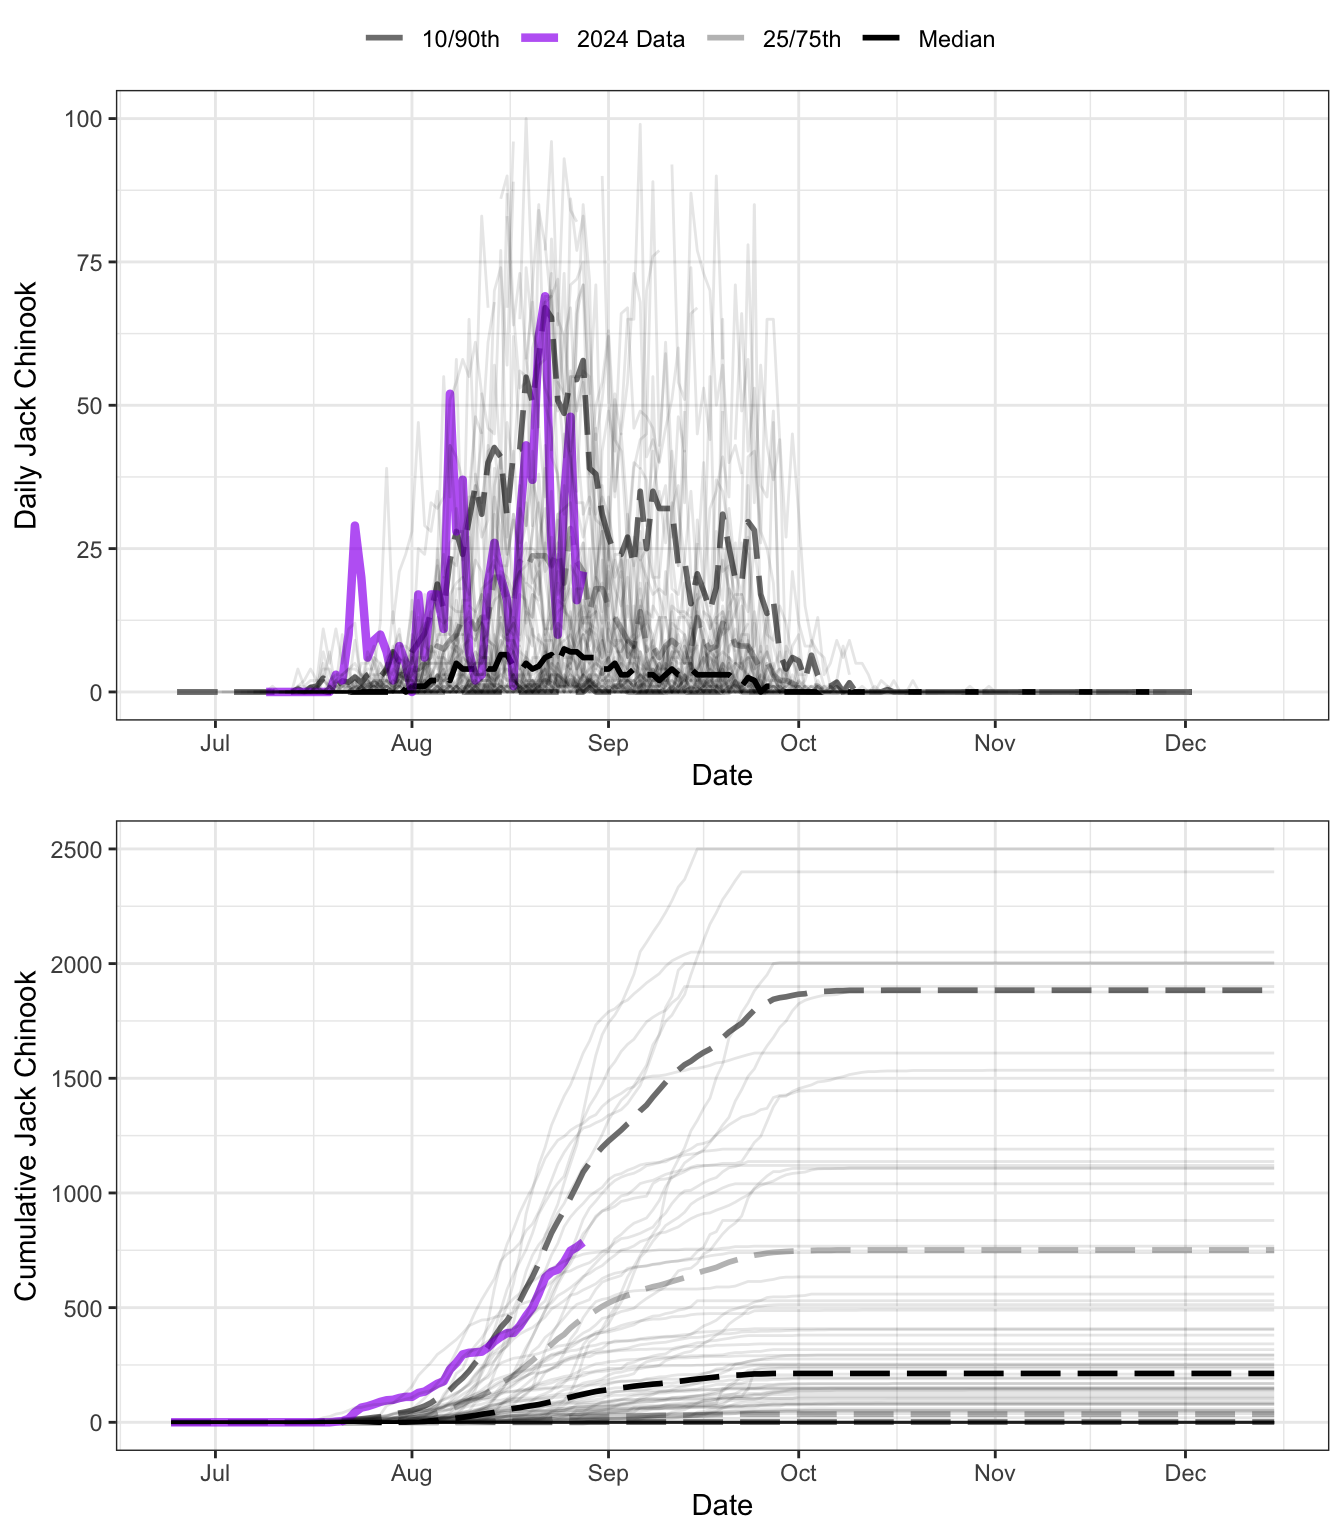 10/90th 2024 Data 25/75th Median
Daily Jack Chinook
100
75
50
25
0
Jul Aug Sep Oct Nov Dec
Date
Cumulative Jack Chinook
2500
2000
1500
1000
500
0
Jul Aug Sep Oct Nov Dec
Date